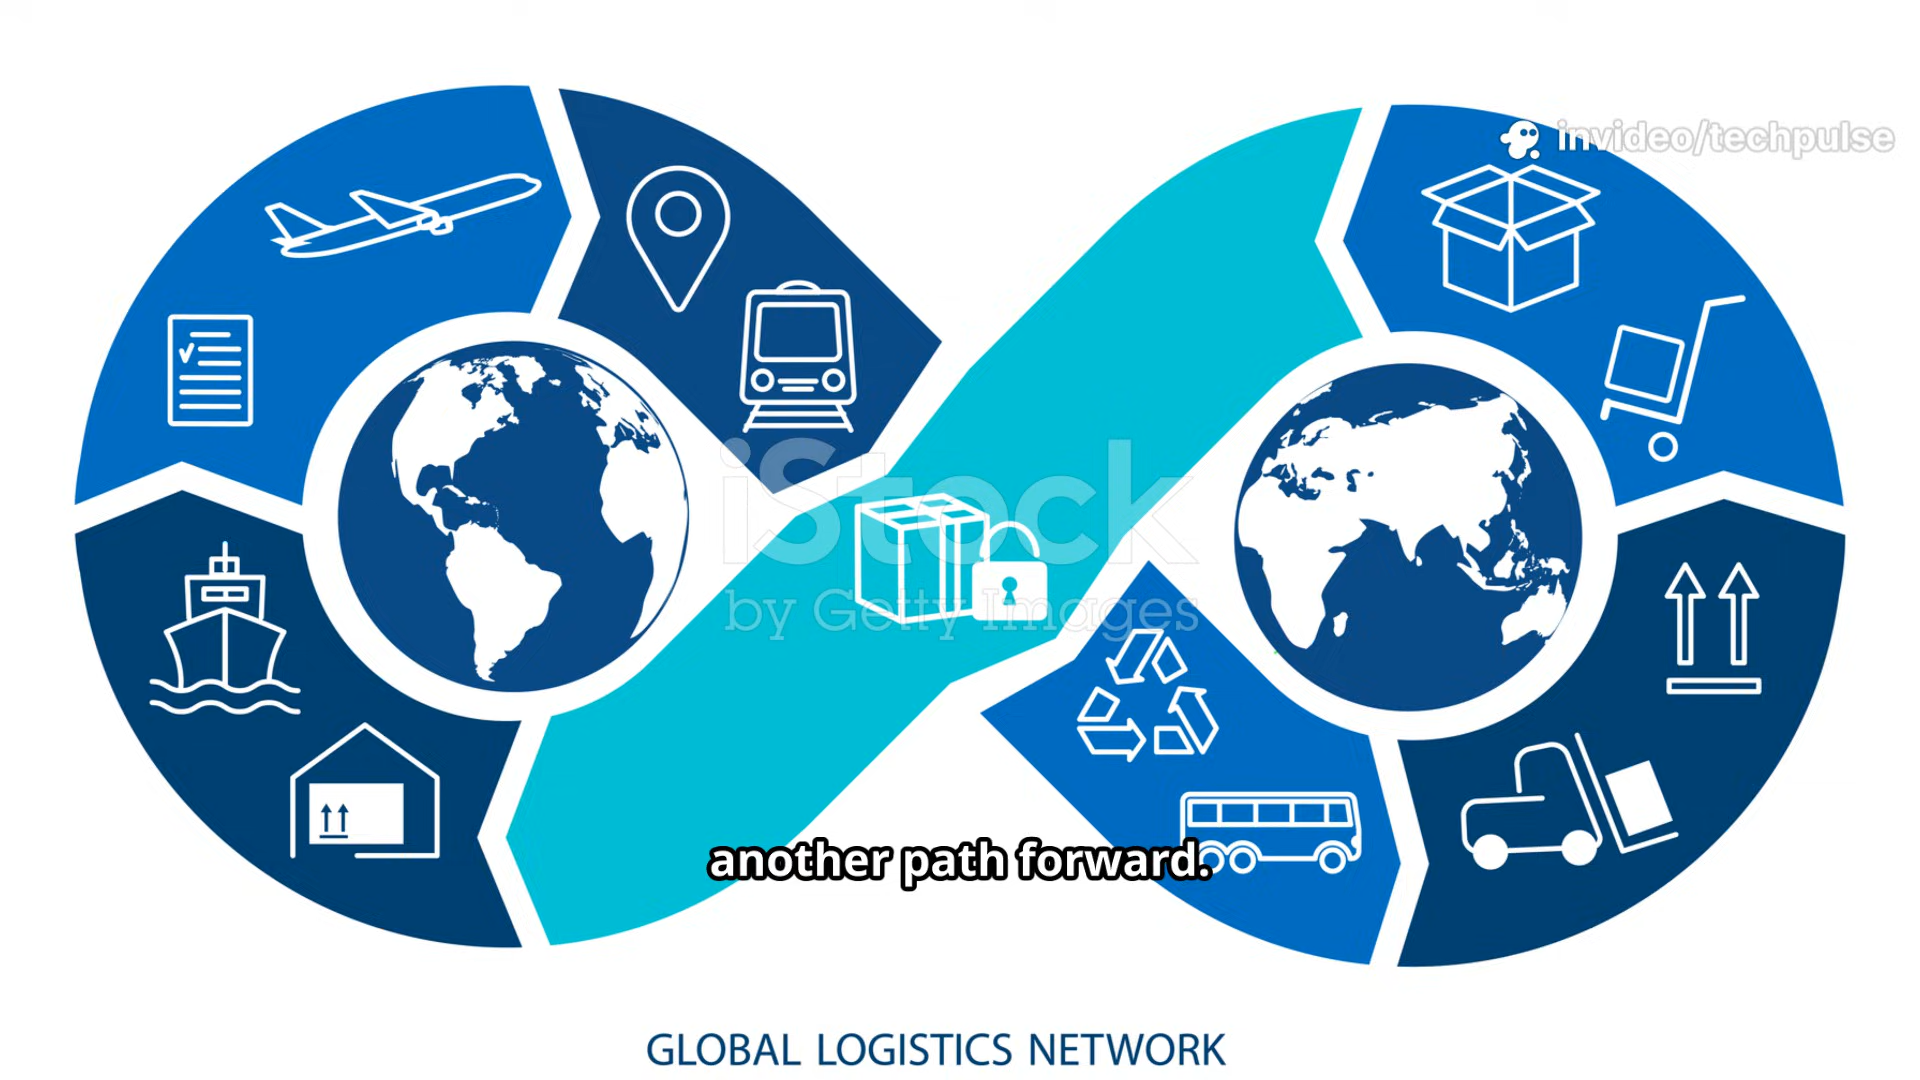 invideo/techpulse
iStock
by Getty Images
another path forward.
GLOBAL LOGISTICS NETWORK